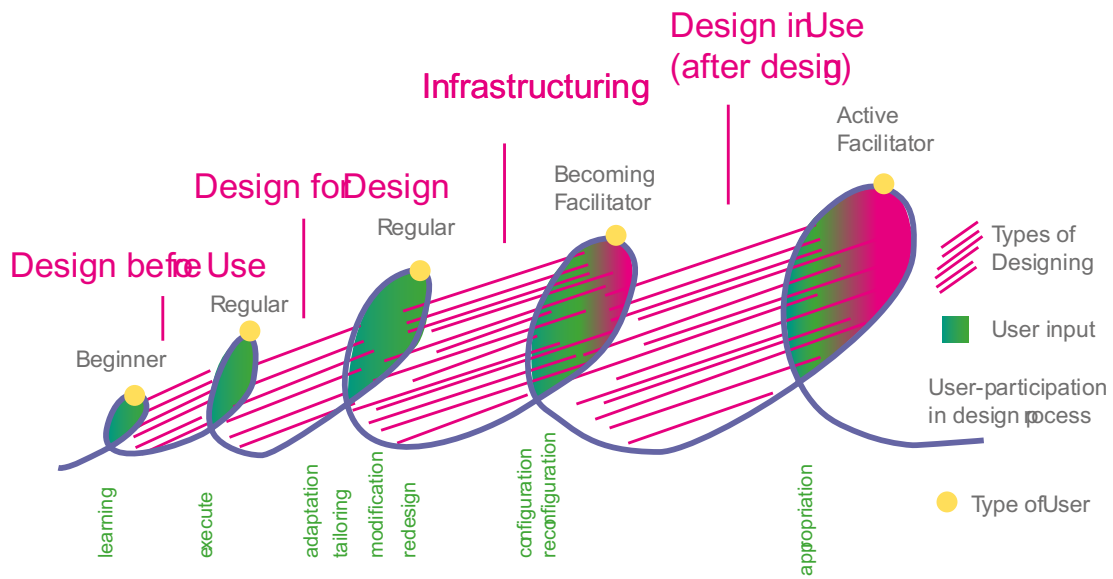 Design in Use
(after design)
Infrastructuring
Active
Facilitator
Design for Design
Becoming
Facilitator
Regular
Design before Use
Regular
Beginner
Types of
Designing
User input
User-participation
in design process
Type of User
learning
execute
adaptation
tailoring
modification
redesign
configuration
reconfiguration
appropriation